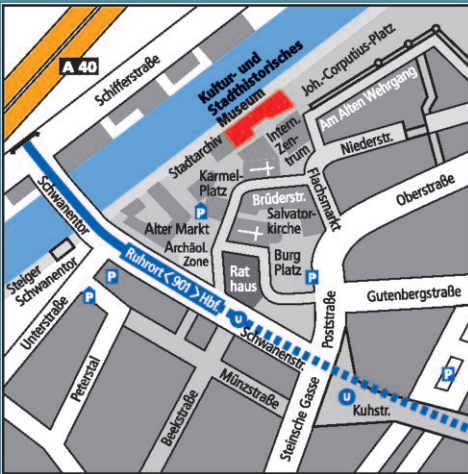 A 40
Schifferstraße
Kultur- und
Stadthistorisches
Museum
Joh.-Corputius-Platz
Stadtarchiv
Intern.
Zen-
trum
Am Alten Wehrgang
Niederstr.
Karmel-
Platz
Flachsmarkt
Oberstraße
Schwanentor
P
Brüderstr.
Alter Markt
Salvator-
kirche
Archäol.
Zone
Burg
Platz
Rat
haus
P
Steiger
Schwanentor
P
Ruhrort <901> Hbf.
Gutenbergstraße
P
Unterstraße
U
Poststraße
Schwanenstr.
Peterstal
Münzstraße
P
Beekstraße
Steinsche Gasse
U
Kuhstr.